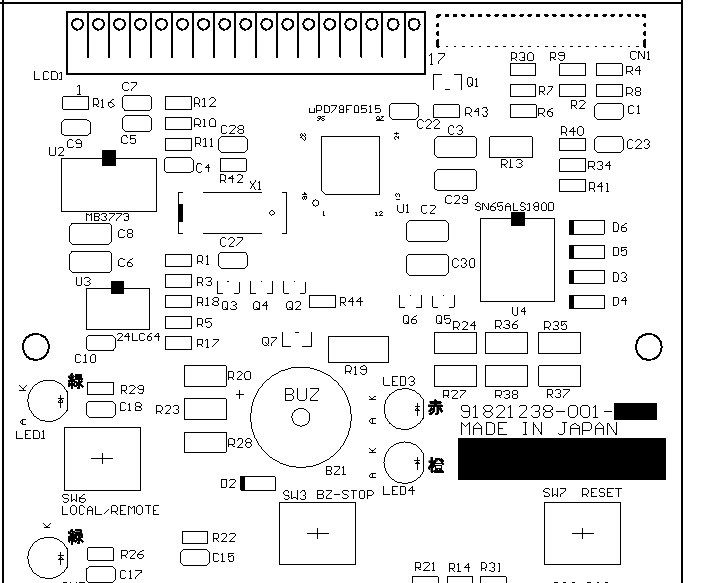 17
CN1
LCD1
Q1
R30 R9
R4
1
R16
C7
R12
R7
R2
R8
C9
C5
R10
C28
uPD78F0515
C22
R43
R6
C1
U2
R11
C4
R42
C3
R13
R40
C23
R34
R41
X1
C29
1
12
MB3773
C8
C6
C27
U1
C2
C30
SN65ALS180D
D6
D5
D3
D4
U4
U3
R1
R3
R18
R5
R17
Q3 Q4 Q2
R44
Q6 Q5
24LC64
C10
Q7
R19
R24 R36 R35
R27 R38 R37
緑
K
A
LED1
R29
C18
R20
R23
R28
+
BUZ
BZ1
LED3
K
A
赤
91821238-001-
MADE IN JAPAN
K
A
橙
LED4
SW6
LOCAL/REMOTE
D2
SW3 BZ-STOP
SW7 RESET
緑
K
R26
C17
R22
C15
R21 R14 R31